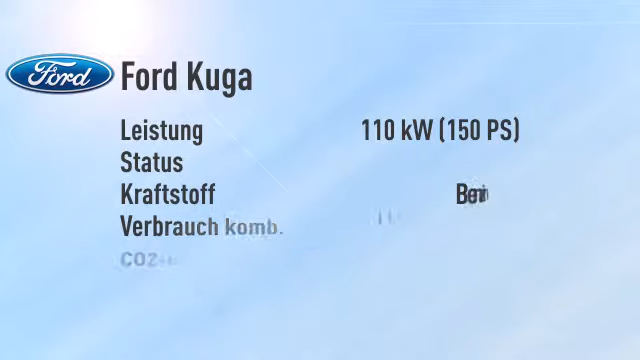 Ford
Ford Kuga
Leistung 110 kW (150 PS)
Status
Kraftstoff
Verbrauch komb.